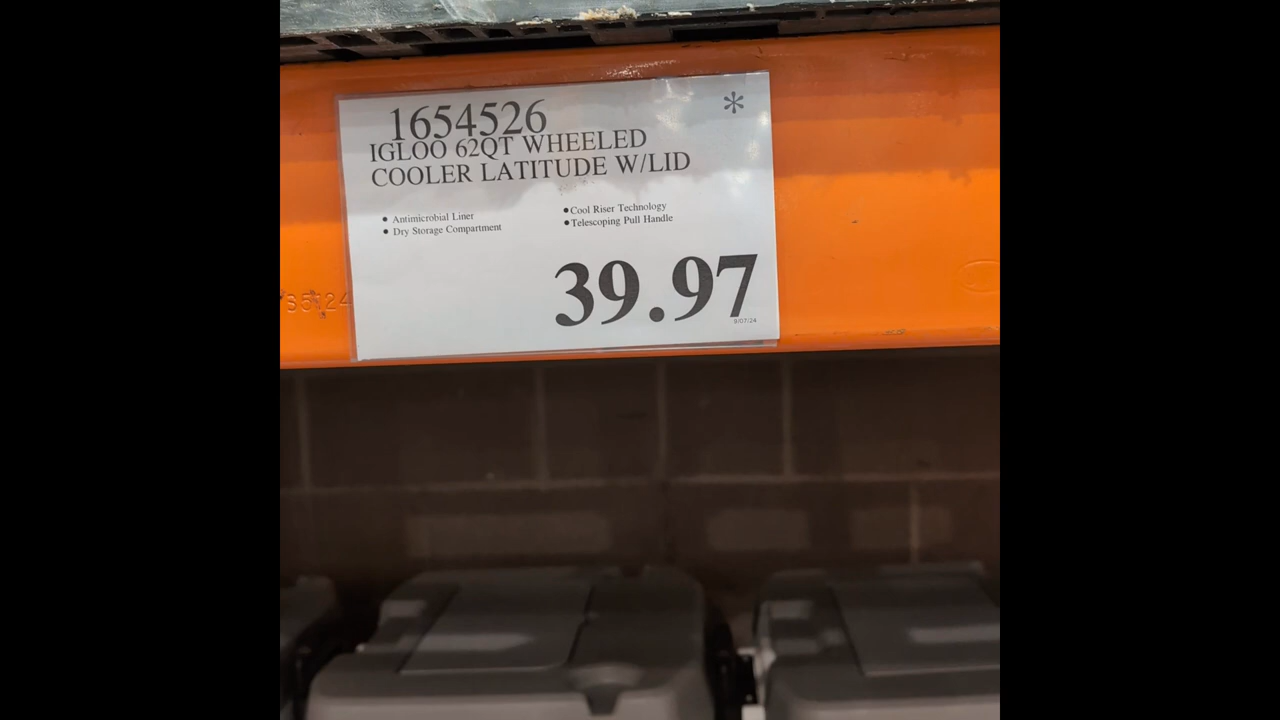 *
1654526
IGLOO 62QT WHEELED
COOLER LATITUDE W/LID
• Antimicrobial Liner
• Dry Storage Compartment
• Cool Riser Technology
• Telescoping Pull Handle
39.97
9/07/24